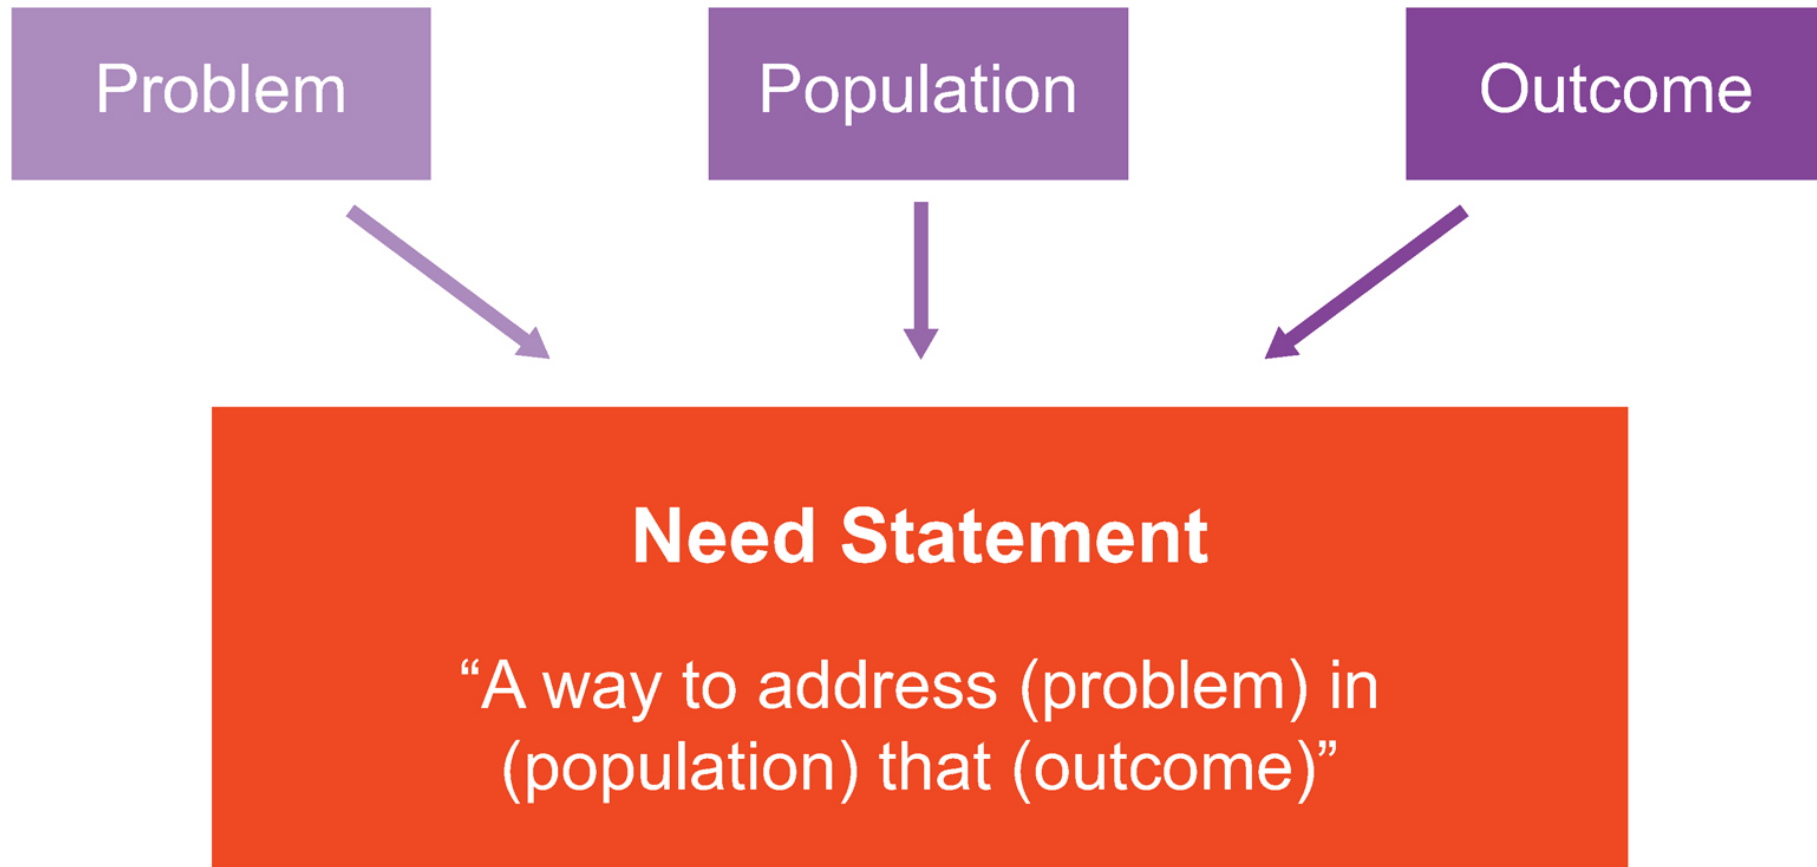 Problem
Population
Outcome
Need Statement
“A way to address (problem) in
(population) that (outcome)”